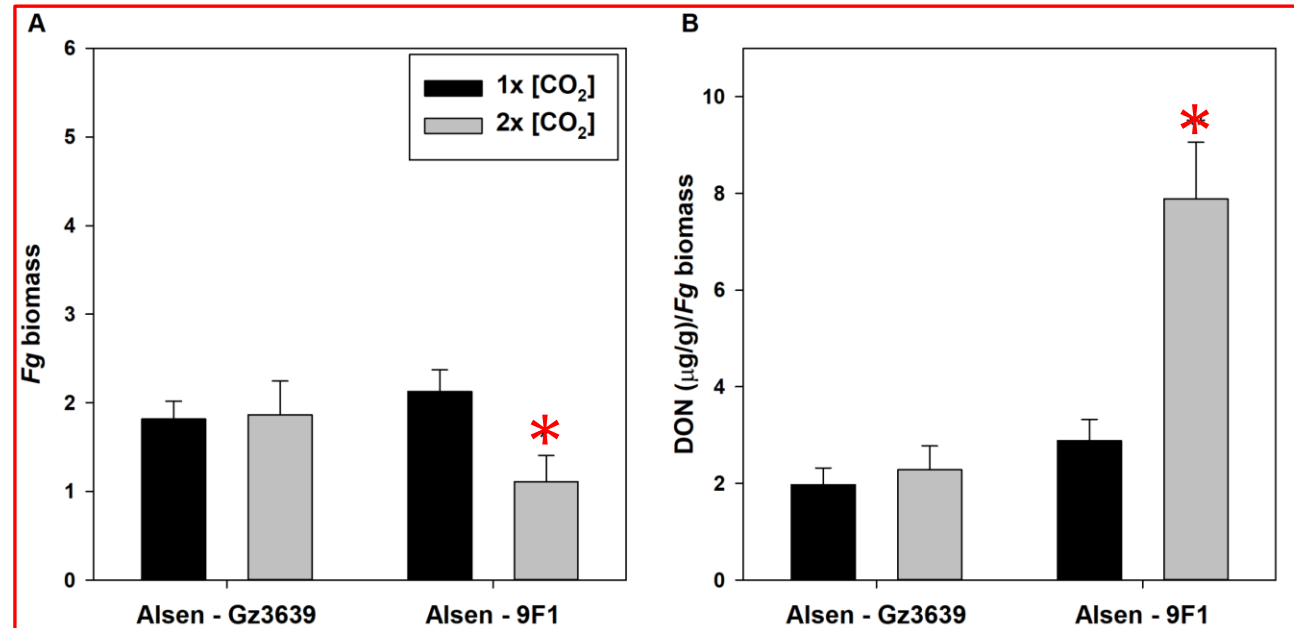 A
6
5
4
3
2
1
0
Fg biomass
1x [CO₂]
2x [CO₂]
*
Alsen - Gz3639
Alsen - 9F1
B
10
8
6
4
2
0
DON (μg/g)/Fg biomass
*
Alsen - Gz3639
Alsen - 9F1